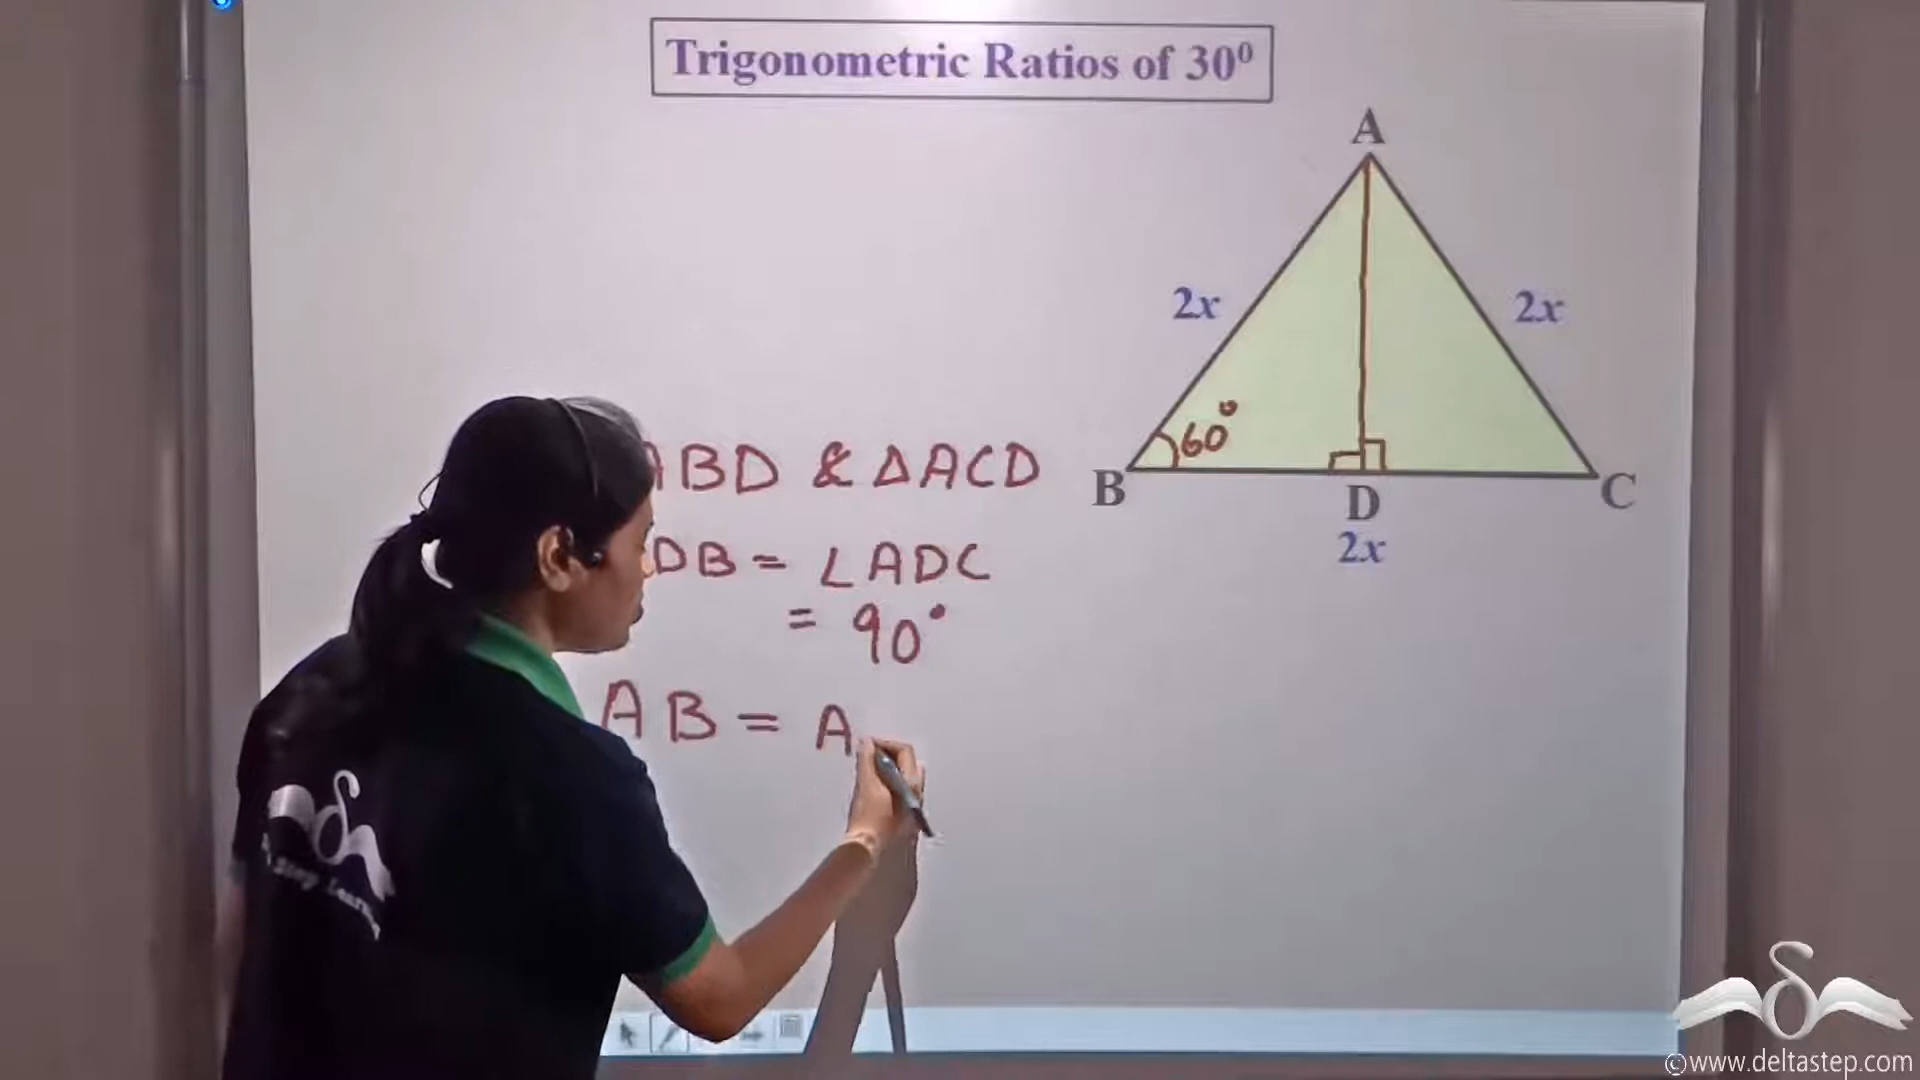 Trigonometric Ratios of 30⁰
A
2x
2x
60°
B
D
C
2x
ABD & ΔACD
DB = ∠ADC
= 90°
AB = A
©www.deltastep.com